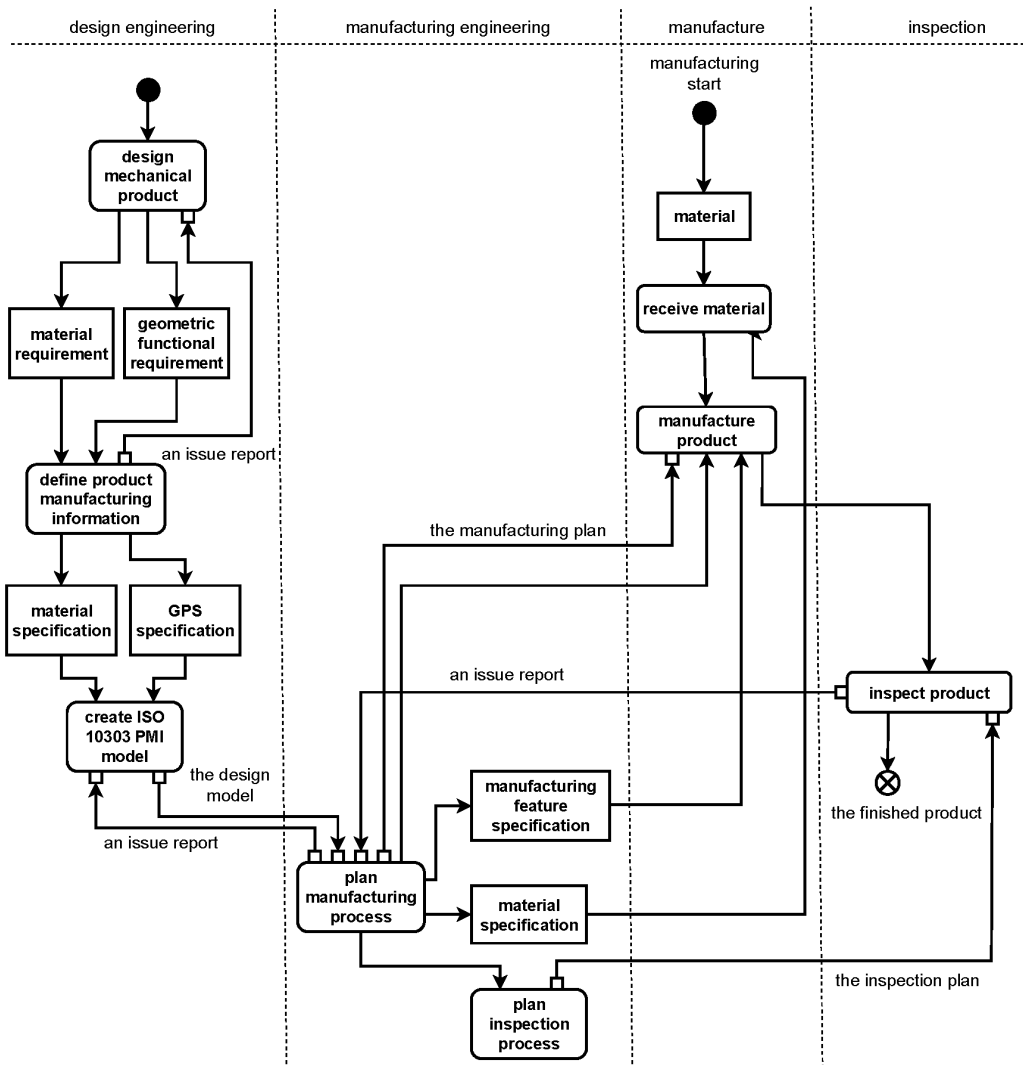 design engineering
manufacturing engineering
manufacture
inspection
manufacturing
start
design
mechanical
product
material
receive material
material
requirement
geometric
functional
requirement
manufacture
product
an issue report
define product
manufacturing
information
the manufacturing plan
material
specification
GPS
specification
an issue report
inspect product
create ISO
10303 PMI
model
the design
model
manufacturing
feature
specification
the finished product
an issue report
plan
manufacturing
process
material
specification
the inspection plan
plan
inspection
process